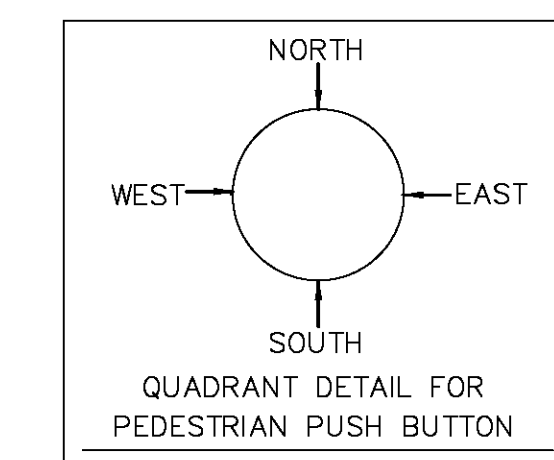 NORTH
WEST
EAST
SOUTH
QUADRANT DETAIL FOR
PEDESTRIAN PUSH BUTTON